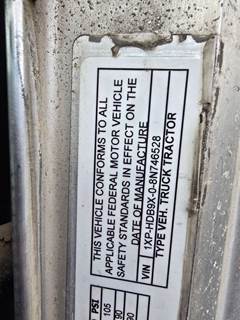 THIS VEHICLE CONFORMS TO ALL
APPLICABLE FEDERAL MOTOR VEHICLE
SAFETY STANDARDS IN EFFECT ON THE
DATE OF MANUFACTURE
VIN 1XP-HDB9X-0-8N746528
TYPE VEH. TRUCK TRACTOR
PSI
105
90
90